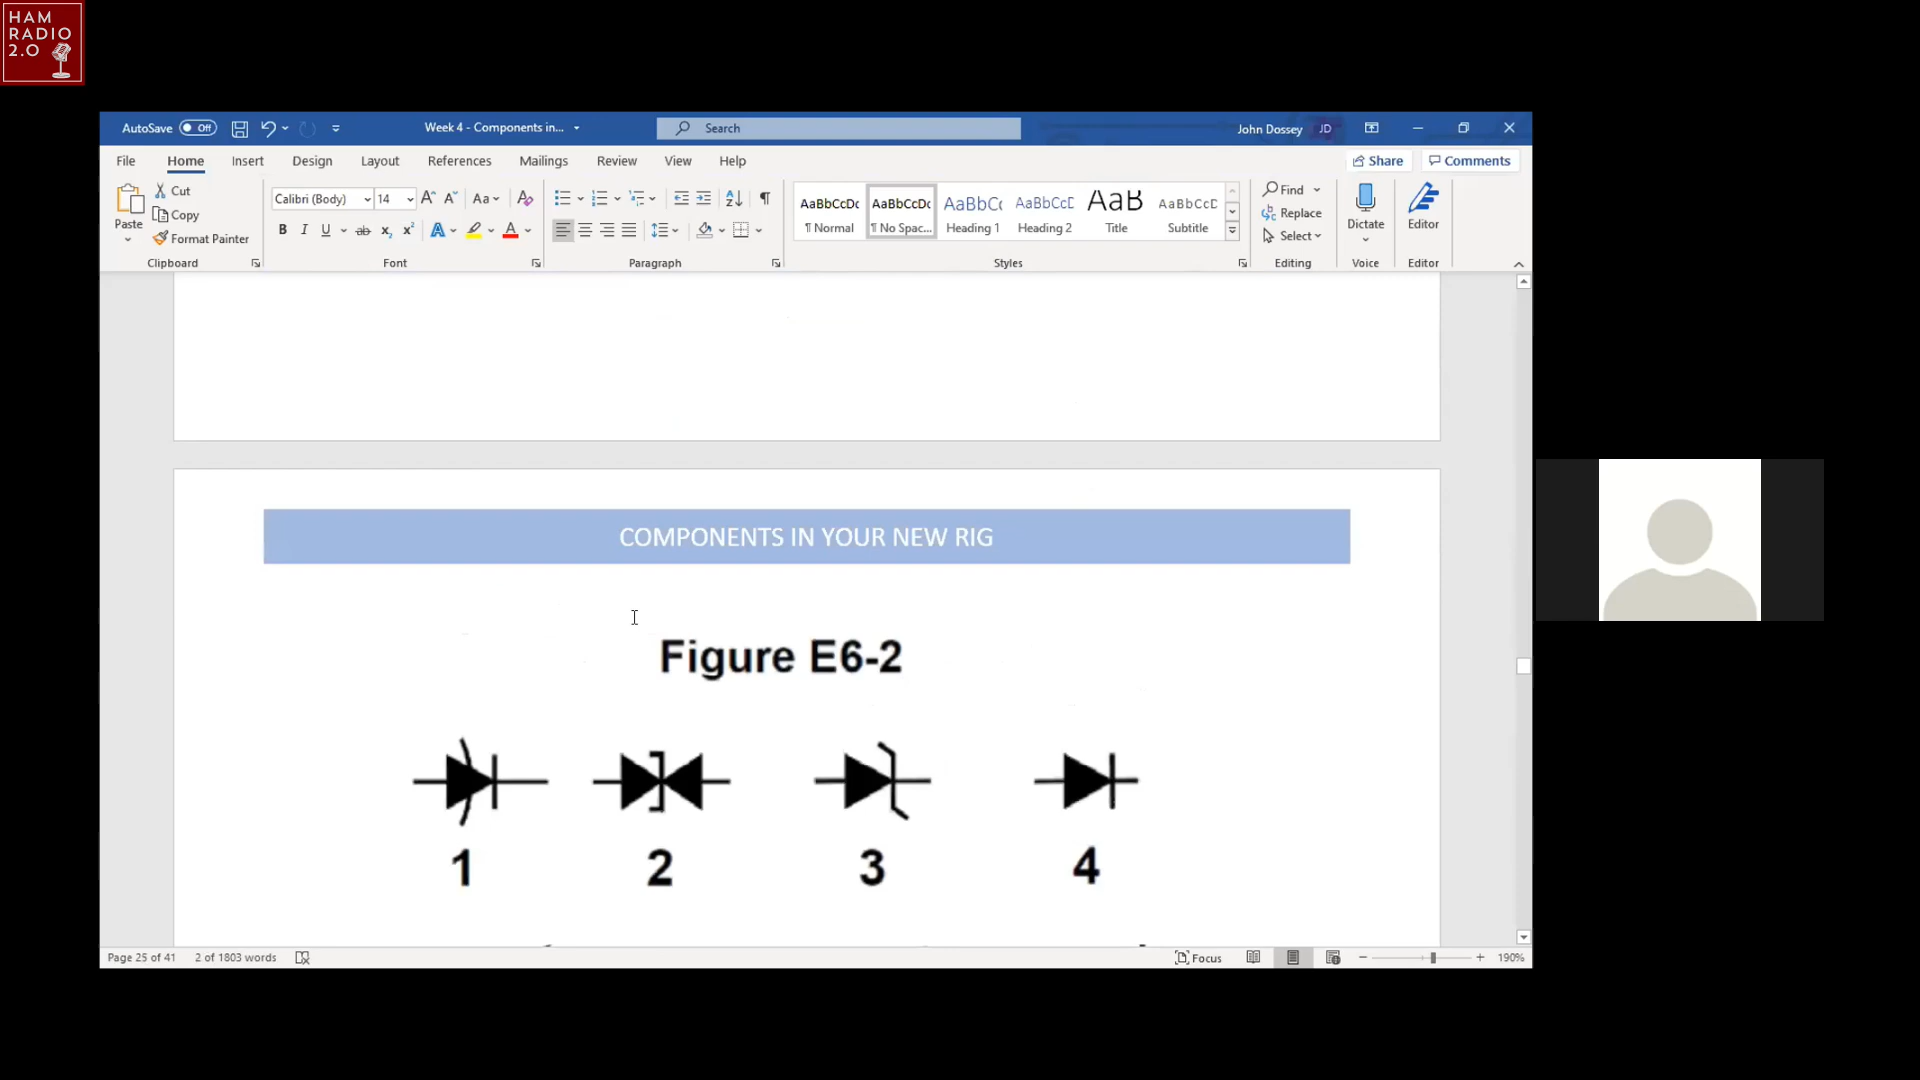 HAM
RADIO
2.0
AutoSave Off Week 4 - Components in... Search John Dossey JD
File Home Insert Design Layout References Mailings Review View Help Share Comments
Paste Cut Copy Format Painter
Calibri (Body) 14
AaBbCcDc AaBbCcDc AaBbCc AaBbCcD AaB AaBbCcD
¶ Normal ¶ No Spac... Heading 1 Heading 2 Title Subtitle
Find Replace Select Dictate Editor
Clipboard Font Paragraph Styles Editing Voice Editor
COMPONENTS IN YOUR NEW RIG
Figure E6-2
1 2 3 4
Page 25 of 41 2 of 1803 words Focus 190%